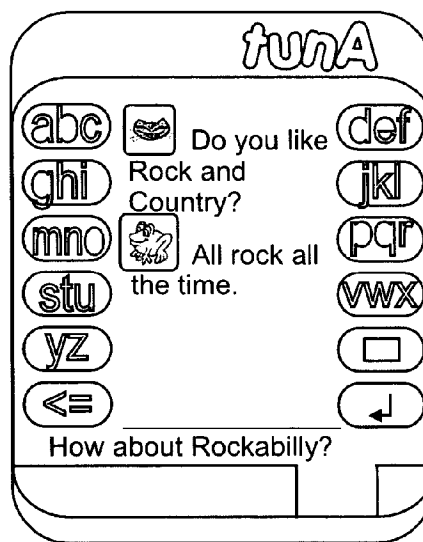 tunA
abc
ghi
mno
stu
yz
<=
Do you like
Rock and
Country?
All rock all
the time.
def
jkl
pqr
vwx
↲
How about Rockabilly?